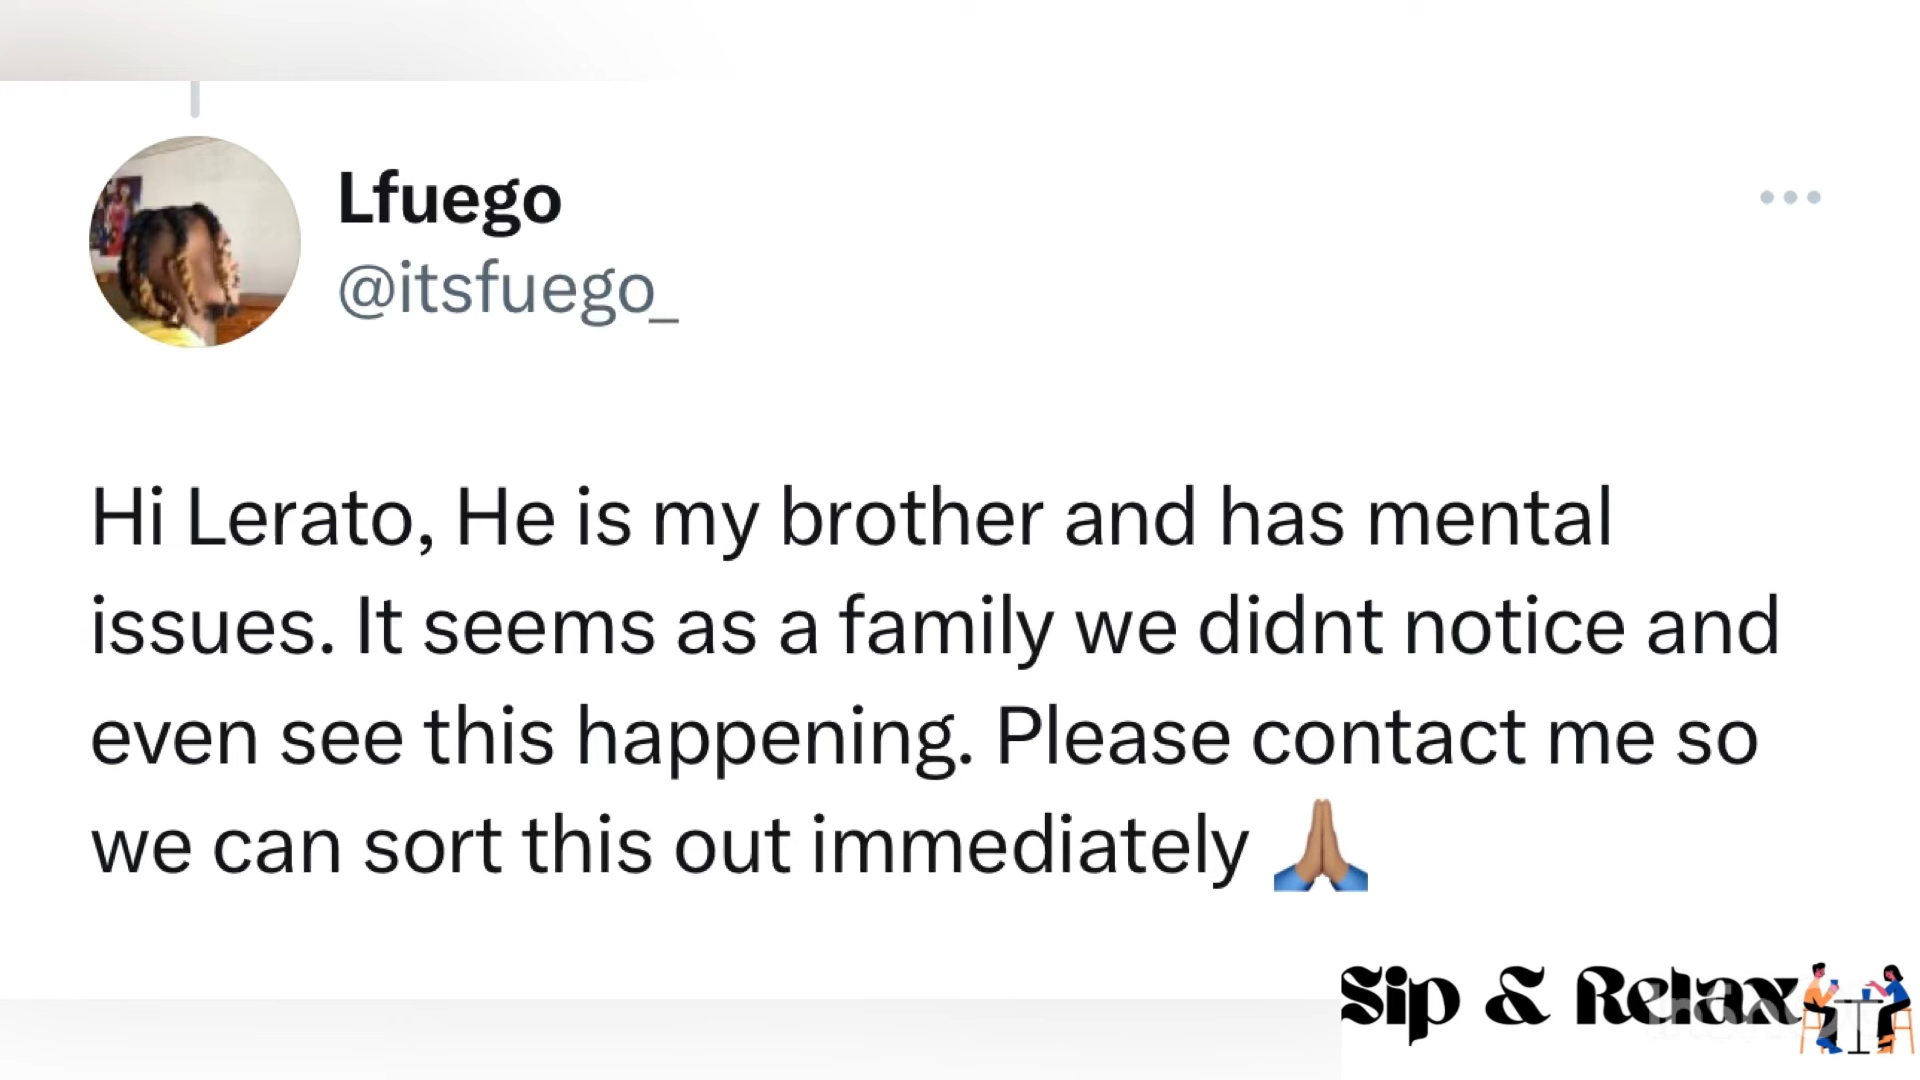 Lfuego
@itsfuego_
Hi Lerato, He is my brother and has mental
issues. It seems as a family we didnt notice and
even see this happening. Please contact me so
we can sort this out immediately 🙏🏽
Sip & Relax